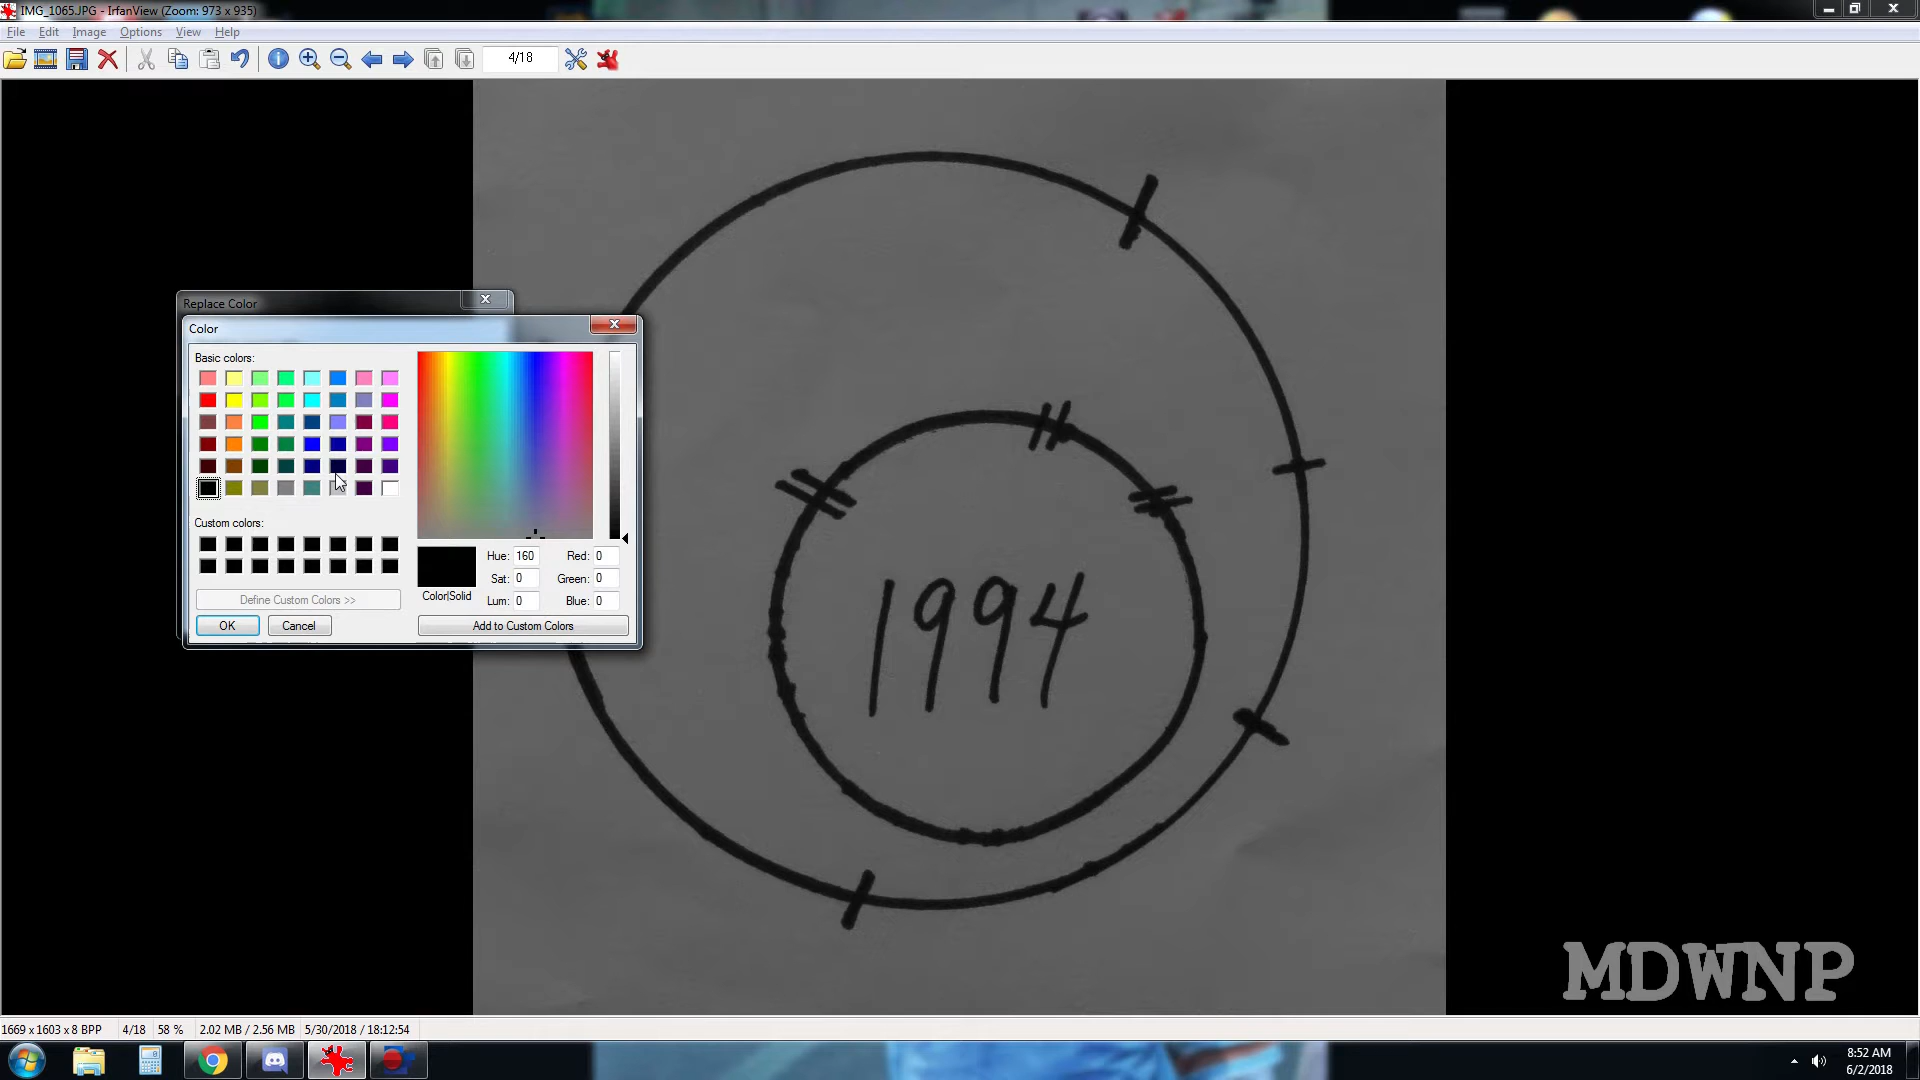 IMG_1065.JPG - IrfanView (Zoom: 973 x 935)
File Edit Image Options View Help
4/18
Replace Color
Color
Basic colors:
Custom colors:
Define Custom Colors >>
OK Cancel
Hue: 160 Red: 0
Sat: 0 Green: 0
Color|Solid
Lum: 0 Blue: 0
Add to Custom Colors
1994
MDWNP
1669 x 1603 x 8 BPP 4/18 58 % 2.02 MB / 2.56 MB 5/30/2018 / 18:12:54
8:52 AM
6/2/2018